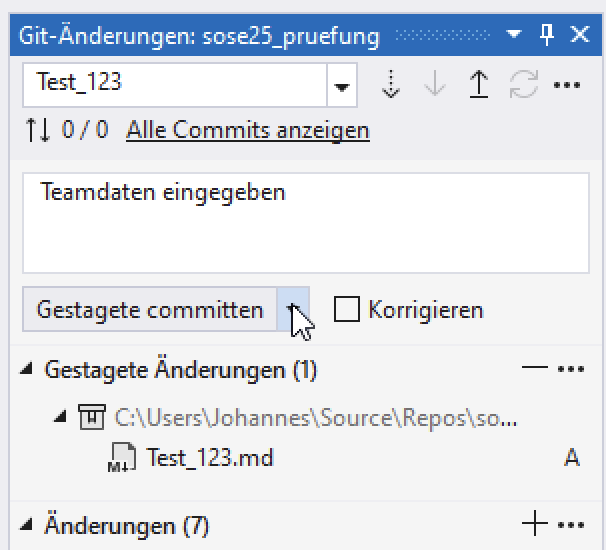 Git-Änderungen: sose25_pruefung
Test_123
0 / 0 Alle Commits anzeigen
Teamdaten eingegeben
Gestagete committen
Korrigieren
Gestagete Änderungen (1)
C:\Users\Johannes\Source\Repos\so...
M↓ Test_123.md A
Änderungen (7)